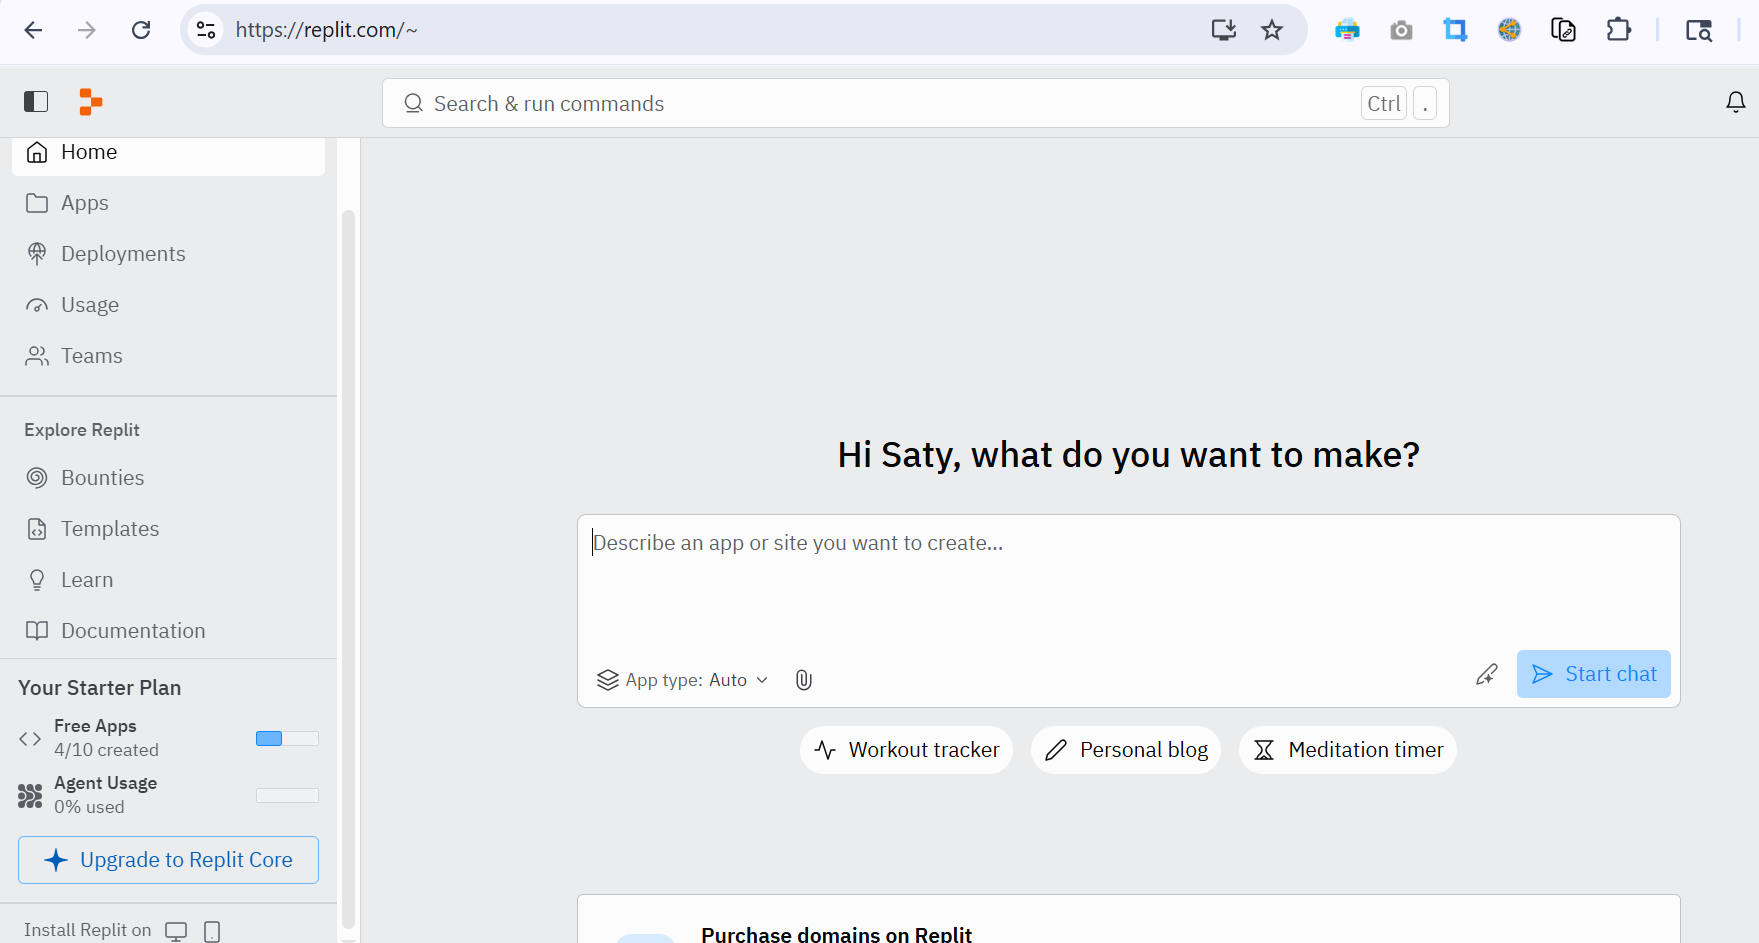 https://replit.com/~
Search & run commands
Ctrl .
Home
Apps
Deployments
Usage
Teams
Explore Replit
Bounties
Templates
Learn
Documentation
Your Starter Plan
Free Apps
4/10 created
Agent Usage
0% used
Upgrade to Replit Core
Install Replit on
Hi Saty, what do you want to make?
Describe an app or site you want to create...
App type: Auto
Start chat
Workout tracker
Personal blog
Meditation timer
Purchase domains on Replit